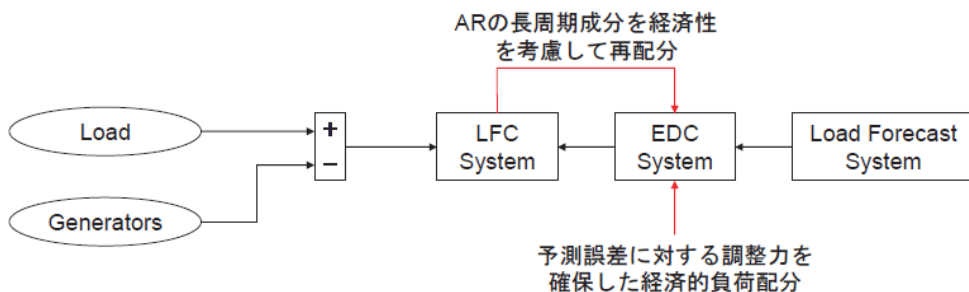 ARの長周期成分を経済性
を考慮して再配分
Load
+
−
Generators
LFC
System
EDC
System
Load Forecast
System
予測誤差に対する調整力を
確保した経済的負荷配分